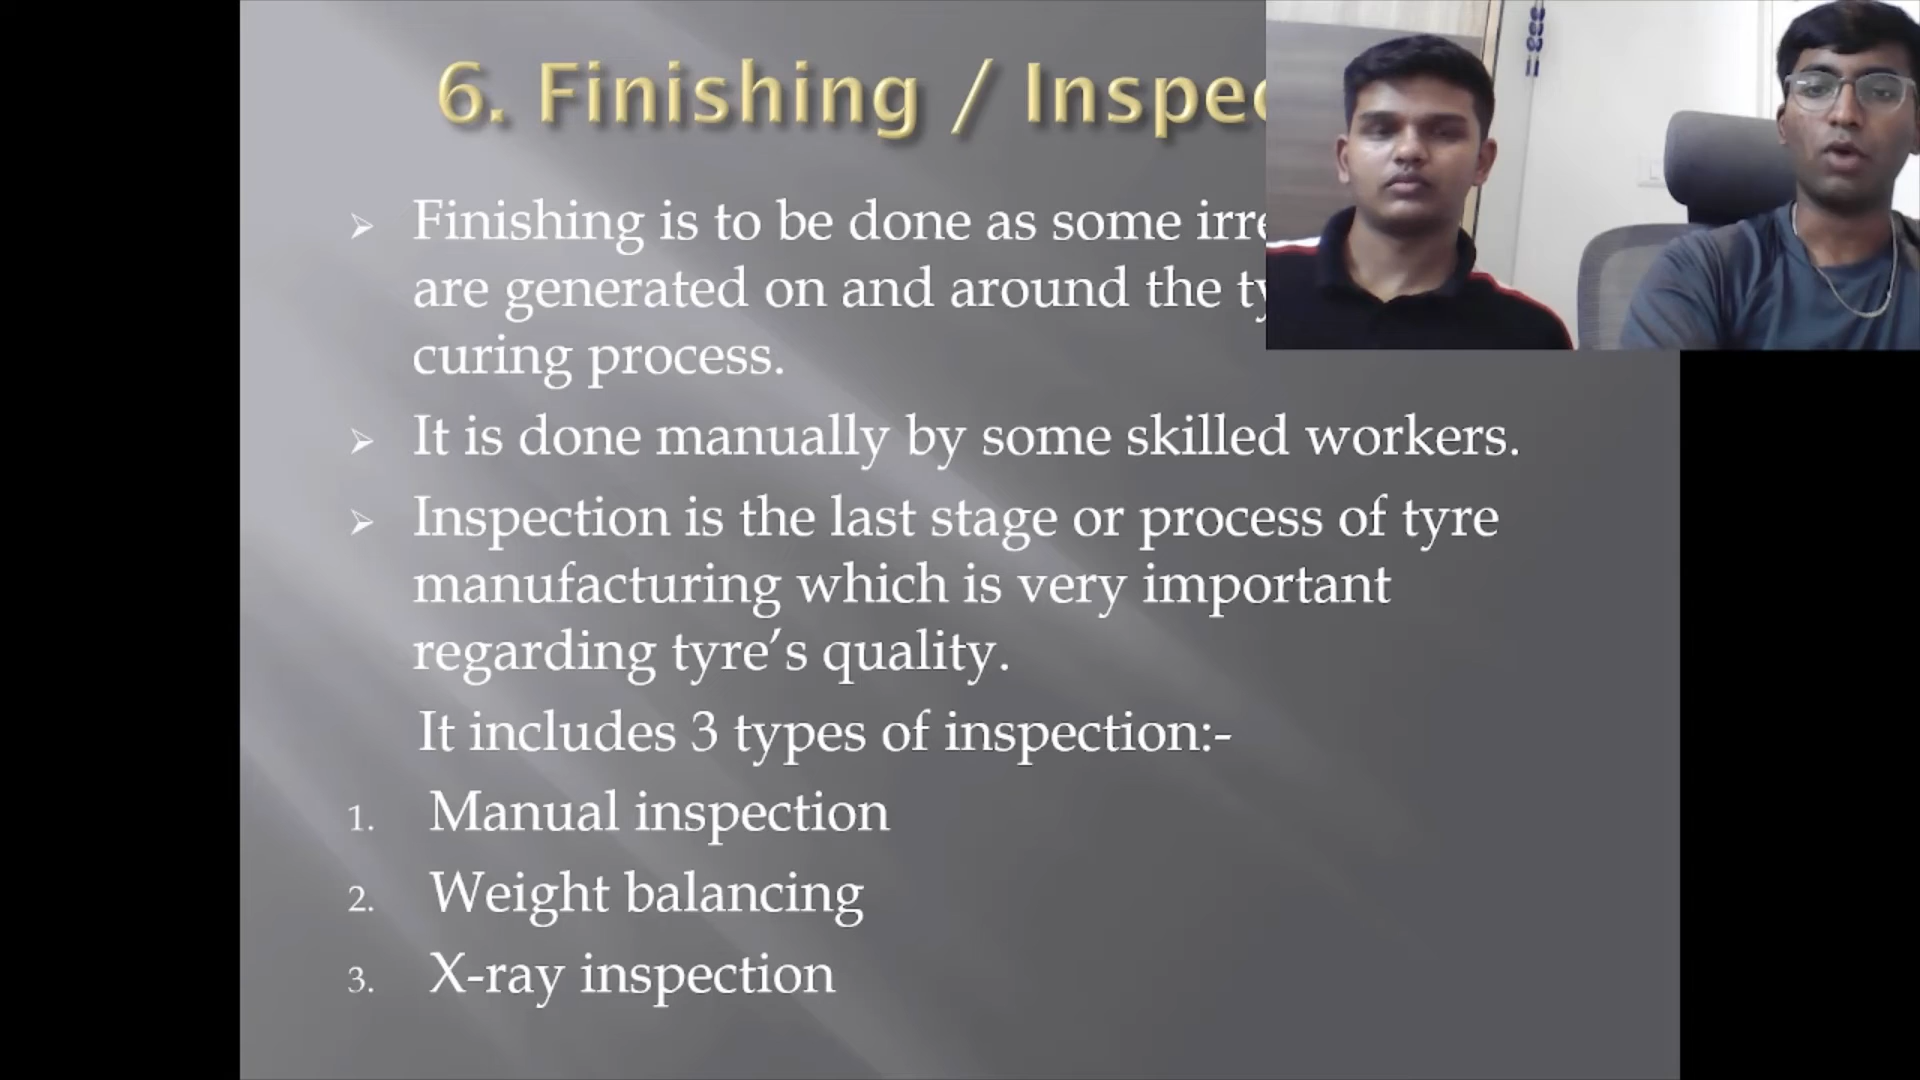 6. Finishing /
Finishing is to be done as some
are generated on and around the
curing process.
➢ It is done manually by some skilled workers.
➢ Inspection is the last stage or process of tyre
manufacturing which is very important
regarding tyre’s quality.
It includes 3 types of inspection:-
1. Manual inspection
2. Weight balancing
3. X-ray inspection